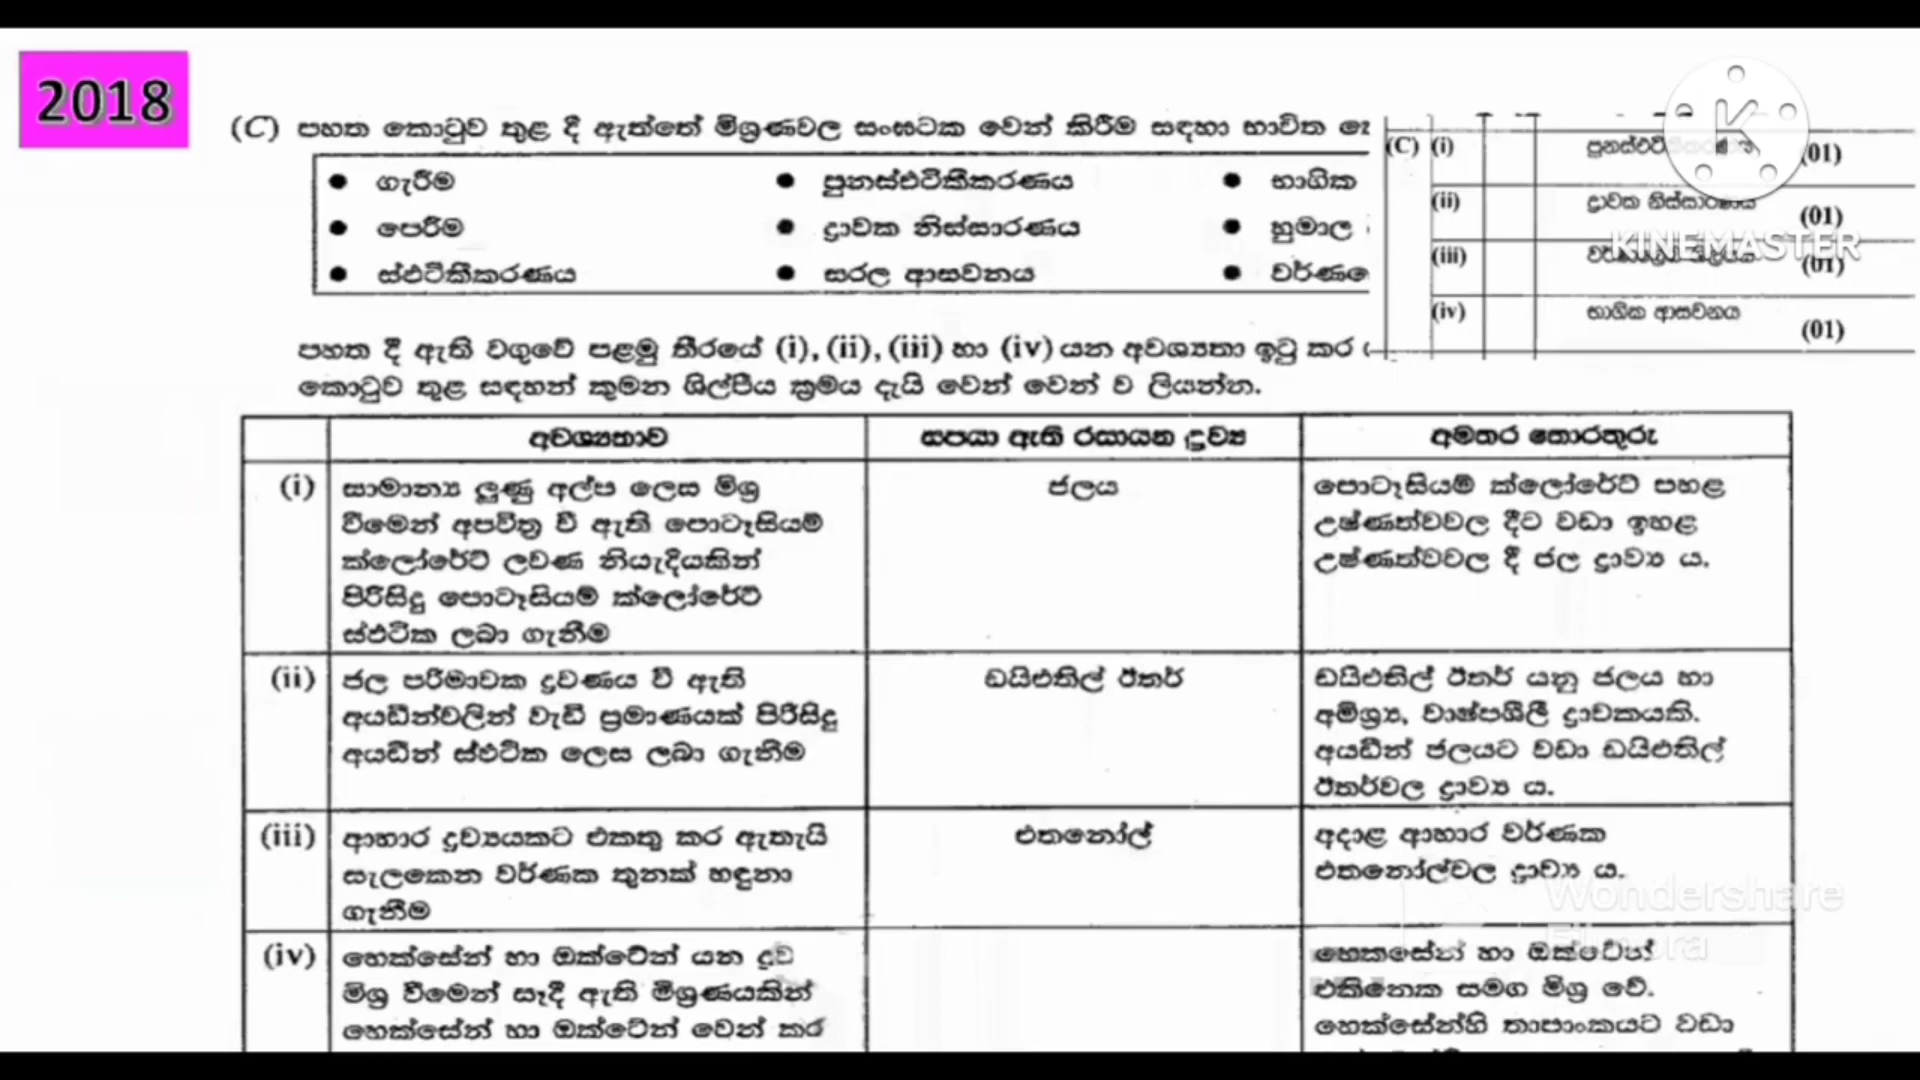 2018
(C) පහත කොටුව තුළ දී ඇත්තේ මිශ්‍රණවල සංඝටක වෙන් කිරීම සඳහා භාවිත
● ගැරීම ● පුනස්ඵටිකීකරණය ● භාගික
● පෙරීම ● ද්‍රාවක නිස්සාරණය ● හුමාල
● ස්ඵටිකීකරණය ● සරල ආසවනය ●
(C) (i) (01)
(ii) ද්‍රාවක නිස්සාරණය (01)
(iii) (01)
(iv) භාගික ආසවනය (01)
KINEMASTER
පහත දී ඇති වගුවේ පළමු තීරයේ (i), (ii), (iii) හා (iv) යන අවශ්‍යතා ඉටු කර
කොටුව තුළ සඳහන් කුමන ශිල්පීය ක්‍රමය දැයි වෙන් වෙන් ව ලියන්න.
අවශ්‍යතාව සපයා ඇති රසායන ද්‍රව්‍ය අමතර තොරතුරු
(i) සාමාන්‍ය ලුණු අල්ප ලෙස මිශ්‍ර ජලය පොටෑසියම් ක්ලෝරේට් පහළ
වීමෙන් අපවිත්‍ර වී ඇති පොටෑසියම් උෂ්ණත්වවල දීට වඩා ඉහළ
ක්ලෝරේට් ලවණ නියැදියකින් උෂ්ණත්වවල දී ජල ද්‍රාව්‍ය ය.
පිරිසිදු පොටෑසියම් ක්ලෝරේට්
ස්ඵටික ලබා ගැනීම
(ii) ජල පරිමාවක ද්‍රවණය වී ඇති ඩයිඑතිල් ඊතර් ඩයිඑතිල් ඊතර් යනු ජලය හා
අයඩීන්වලින් වැඩි ප්‍රමාණයක් පිරිසිදු අමිශ්‍ර, වාෂ්පශීලී ද්‍රාවකයකි.
අයඩීන් ස්ඵටික ලෙස ලබා ගැනීම අයඩීන් ජලයට වඩා ඩයිඑතිල්
ඊතර්වල ද්‍රාව්‍ය ය.
(iii) ආහාර ද්‍රව්‍යයකට එකතු කර ඇතැයි එතනෝල් අදාළ ආහාර වර්ණක
සැලකෙන වර්ණක තුනක් හඳුනා එතනෝල්වල ද්‍රාව්‍ය ය.
ගැනීම
Wondershare
(iv) හෙක්සේන් හා ඔක්ටේන් යන ද්‍රව හෙක්සේන් හා ඔක්ටේන්
මිශ්‍ර වීමෙන් සෑදී ඇති මිශ්‍රණයකින් එකිනෙක සමග මිශ්‍ර වේ.
හෙක්සේන් හා ඔක්ටේන් වෙන් කර හෙක්සේන්හි තාපාංකයට වඩා